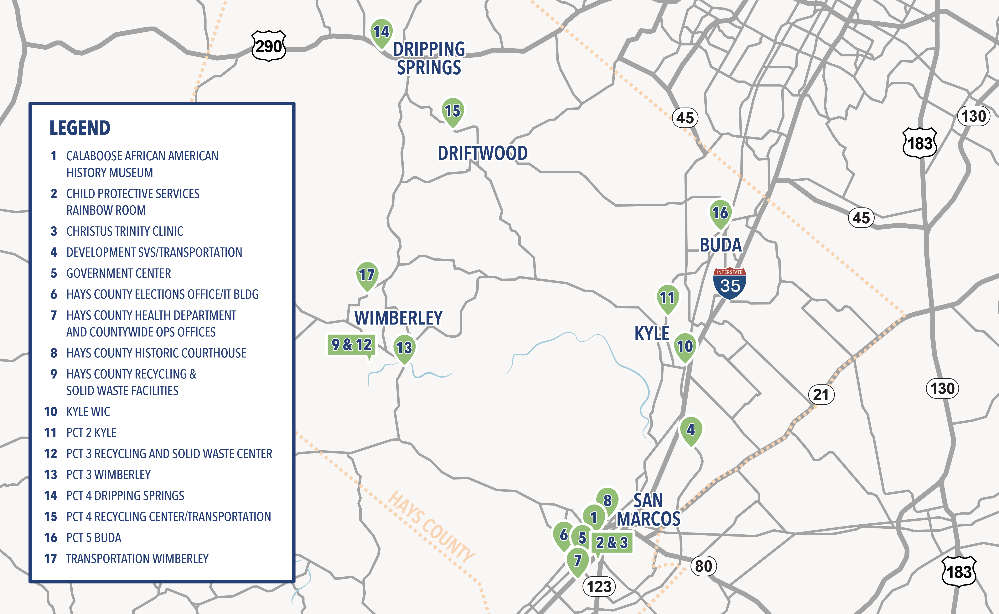 14
290
DRIPPING
SPRINGS
15
45
130
183
DRIFTWOOD
LEGEND
1 CALABOOSE AFRICAN AMERICAN
HISTORY MUSEUM
2 CHILD PROTECTIVE SERVICES
RAINBOW ROOM
3 CHRISTUS TRINITY CLINIC
4 DEVELOPMENT SVS/TRANSPORTATION
5 GOVERNMENT CENTER
6 HAYS COUNTY ELECTIONS OFFICE/IT BLDG
7 HAYS COUNTY HEALTH DEPARTMENT
AND COUNTYWIDE OPS OFFICES
8 HAYS COUNTY HISTORIC COURTHOUSE
9 HAYS COUNTY RECYCLING &
SOLID WASTE FACILITIES
10 KYLE WIC
11 PCT 2 KYLE
12 PCT 3 RECYCLING AND SOLID WASTE CENTER
13 PCT 3 WIMBERLEY
14 PCT 4 DRIPPING SPRINGS
15 PCT 4 RECYCLING CENTER/TRANSPORTATION
16 PCT 5 BUDA
17 TRANSPORTATION WIMBERLEY
16
45
BUDA
17
INTERSTATE
35
11
WIMBERLEY
KYLE
9 & 12
13
10
21
130
4
HAYS COUNTY
8
SAN
MARCOS
1
6
5
2 & 3
7
80
123
183